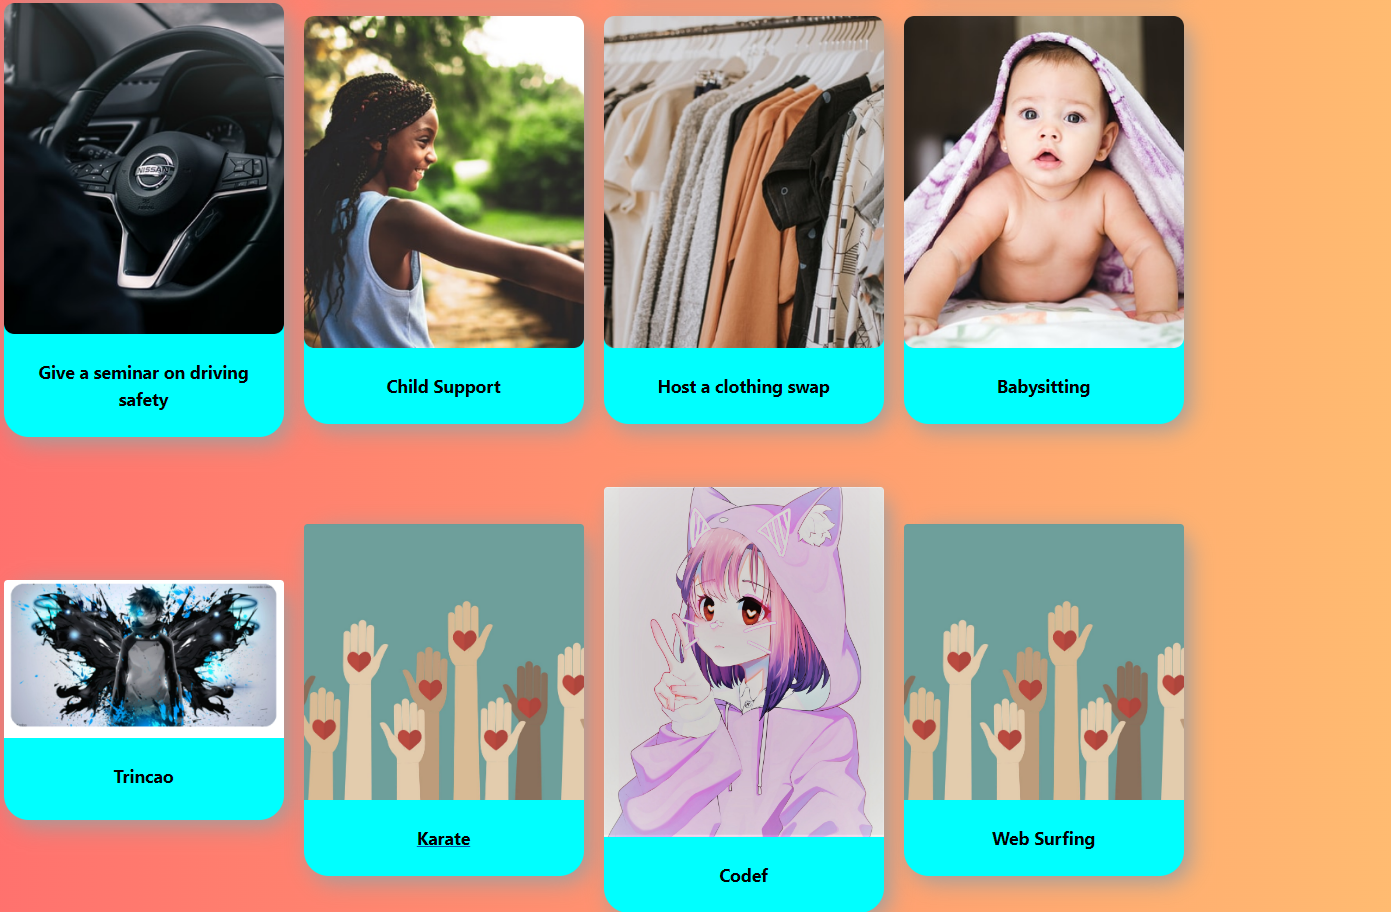 NISSAN
Give a seminar on driving
safety
Child Support
Host a clothing swap
Babysitting
Trincao
Karate
Codef
Web Surfing